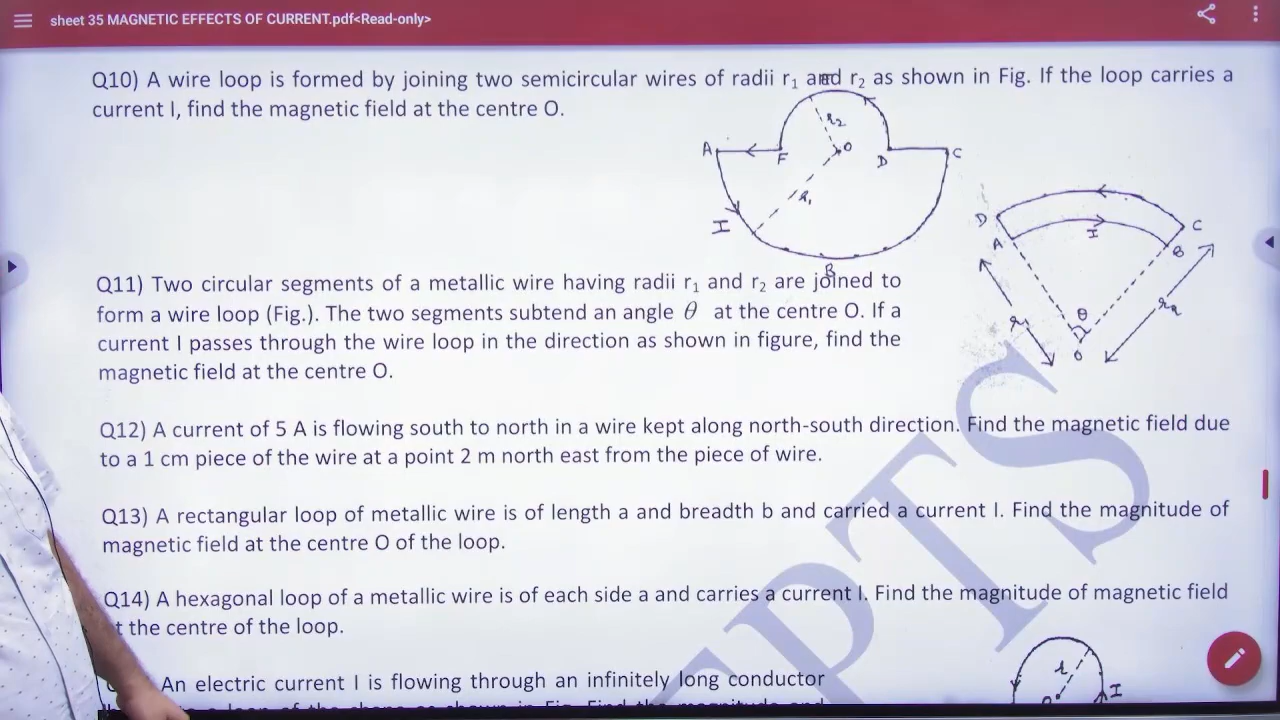 sheet 35 MAGNETIC EFFECTS OF CURRENT.pdf<Read-only>
Q10) A wire loop is formed by joining two semicircular wires of radii r₁ and r₂ as shown in Fig. If the loop carries a
current I, find the magnetic field at the centre O.
r₂
A F O D C
r₁
I
B
D C
A I B
θ
r₁ r₂
O
Q11) Two circular segments of a metallic wire having radii r₁ and r₂ are joined to
form a wire loop (Fig.). The two segments subtend an angle θ at the centre O. If a
current I passes through the wire loop in the direction as shown in figure, find the
magnetic field at the centre O.
Q12) A current of 5 A is flowing south to north in a wire kept along north-south direction. Find the magnetic field due
to a 1 cm piece of the wire at a point 2 m north east from the piece of wire.
Q13) A rectangular loop of metallic wire is of length a and breadth b and carried a current I. Find the magnitude of
magnetic field at the centre O of the loop.
Q14) A hexagonal loop of a metallic wire is of each side a and carries a current I. Find the magnitude of magnetic field
t the centre of the loop.
An electric current I is flowing through an infinitely long conductor
I
PTS